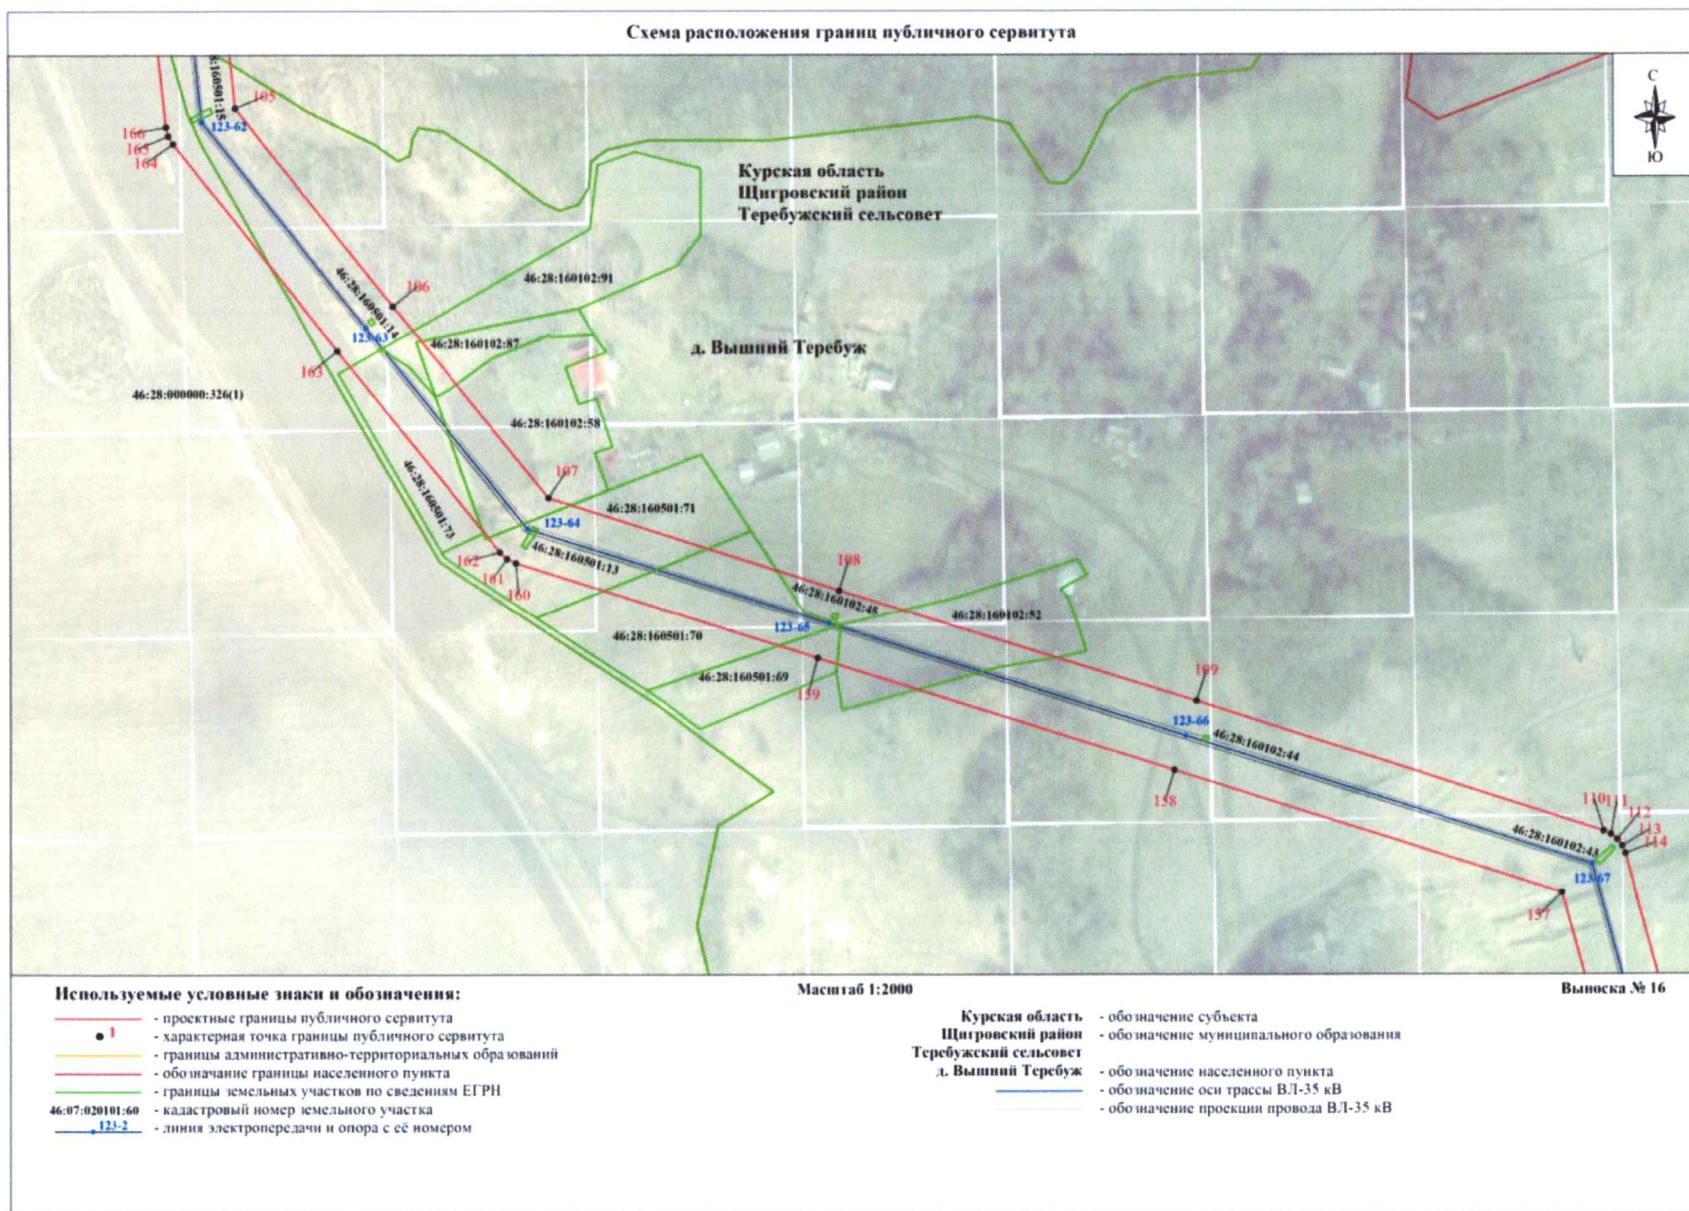 Схема расположения границ публичного сервитута
С
Ю
105
166
165
164
123-62
8:160501:15
Курская область
Щигровский район
Теребужский сельсовет
46:28:160501:14
106
46:28:160102:91
123-63
46:28:160102:87
163
д. Вышний Теребуж
46:28:000000:326(1)
46:28:160102:58
46:28:160501:73
107
46:28:160501:71
123-64
46:28:160501:13
162
161
160
108
46:28:160102:45
46:28:160102:52
123-65
46:28:160501:70
46:28:160501:69
159
109
123-66
46:28:160102:44
158
110
111
112
113
114
46:28:160102:43
123-67
157
Используемые условные знаки и обозначения:
Масштаб 1:2000
Выноска № 16
- проектные границы публичного сервитута
1 - характерная точка границы публичного сервитута
- границы административно-территориальных образований
- обозначание границы населенного пункта
- границы земельных участков по сведениям ЕГРН
46:07:020101:60 - кадастровый номер земельного участка
123-2 - линия электропередачи и опора с её номером
Курская область - обозначение субъекта
Щигровский район - обозначение муниципального образования
Теребужский сельсовет
д. Вышний Теребуж - обозначение населенного пункта
- обозначение оси трассы ВЛ-35 кВ
- обозначение проекции провода ВЛ-35 кВ